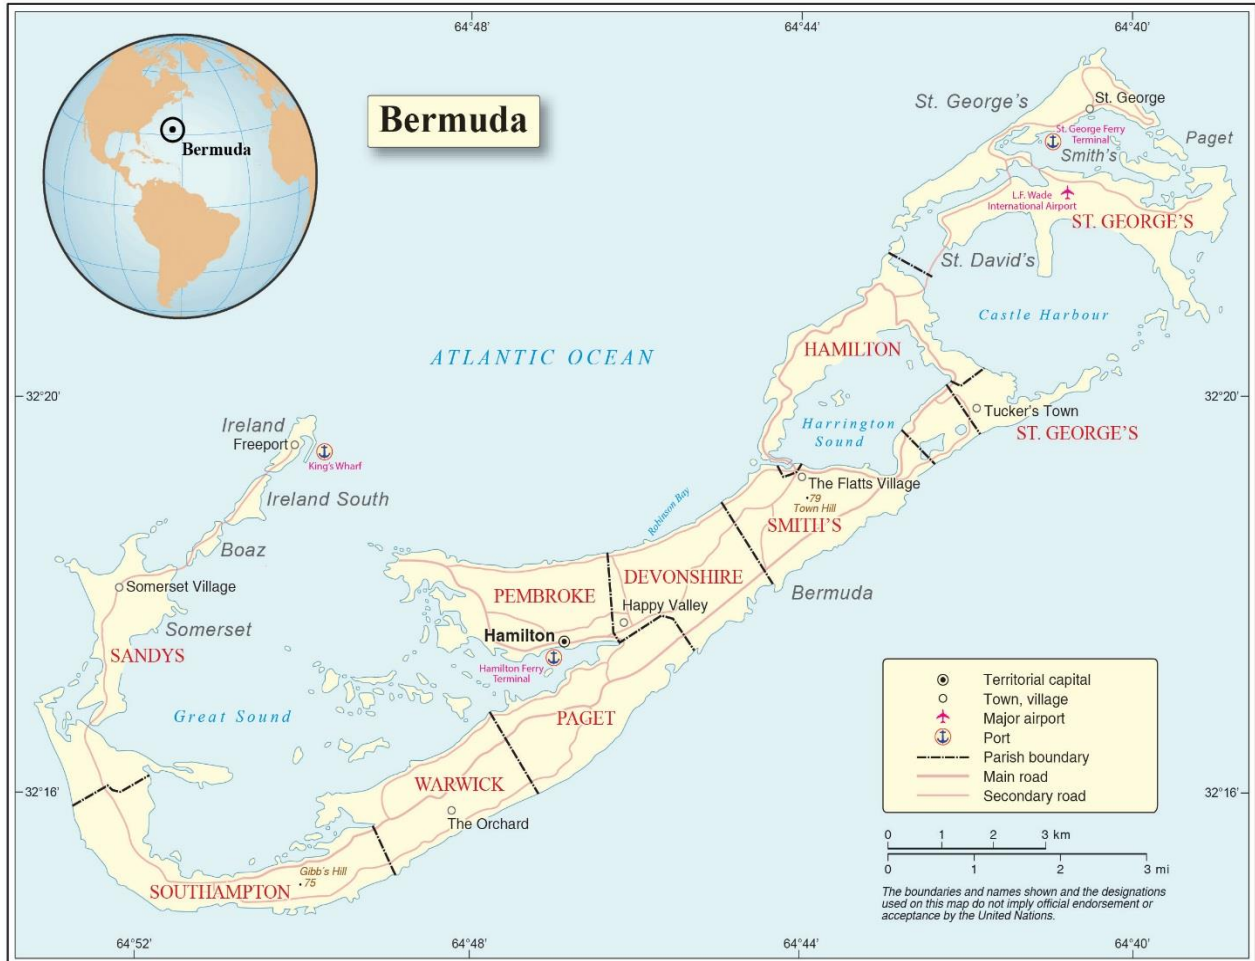 64°48'
64°44'
64°40'
Bermuda
Bermuda
St. George's
St. George
St. George Ferry
Terminal
Smith's
Paget
L.F. Wade
International Airport
ST. GEORGE'S
St. David's
Castle Harbour
ATLANTIC OCEAN
HAMILTON
32°20'
32°20'
Ireland
Freeport
King's Wharf
Harrington
Sound
Tucker's Town
ST. GEORGE'S
The Flatts Village
79
Town Hill
Ireland South
Robinson Bay
SMITH'S
Boaz
Somerset Village
DEVONSHIRE
PEMBROKE
Bermuda
Happy Valley
Somerset
Hamilton
SANDYS
Hamilton Ferry
Terminal
Great Sound
PAGET
WARWICK
The Orchard
32°16'
32°16'
Gibb's Hill
75
SOUTHAMPTON
Territorial capital
Town, village
Major airport
Port
Parish boundary
Main road
Secondary road
0 1 2 3 km
0 1 2 3 mi
The boundaries and names shown and the designations
used on this map do not imply official endorsement or
acceptance by the United Nations.
64°52'
64°48'
64°44'
64°40'